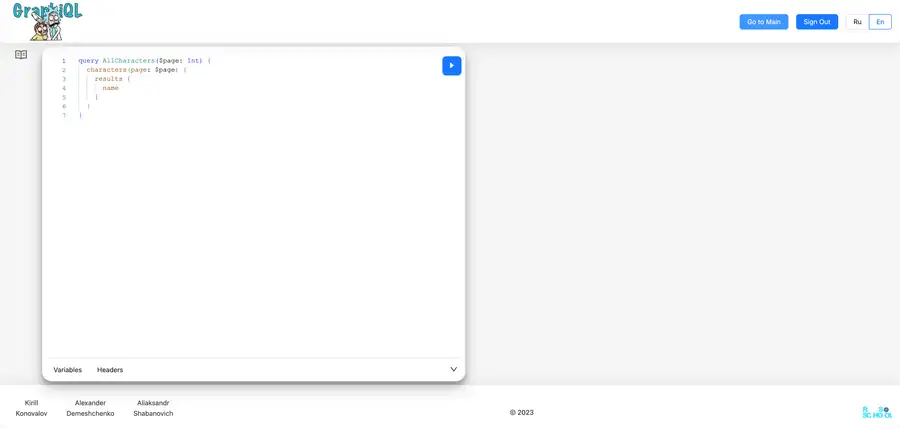 GraphiQL
Go to Main
Sign Out
Ru
En
1 query AllCharacters($page: Int) {
2 characters(page: $page) {
3 results {
4 name
5 }
6 }
7 }
Variables
Headers
Kirill
Konovalov
Alexander
Demeshchenko
Aliaksandr
Shabanovich
© 2023
RS
SCHOOL